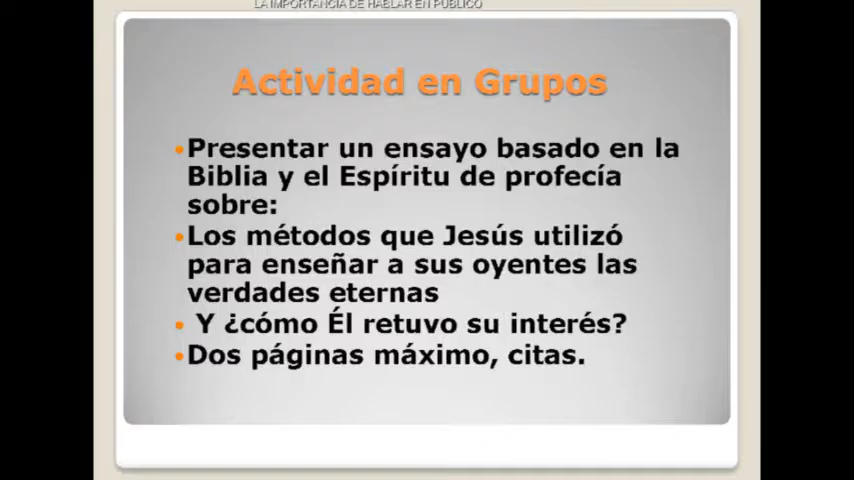 LA IMPORTANCIA DE HABLAR EN PÚBLICO
Actividad en Grupos
•Presentar un ensayo basado en la
Biblia y el Espíritu de profecía
sobre:
•Los métodos que Jesús utilizó
para enseñar a sus oyentes las
verdades eternas
• Y ¿cómo Él retuvo su interés?
•Dos páginas máximo, citas.